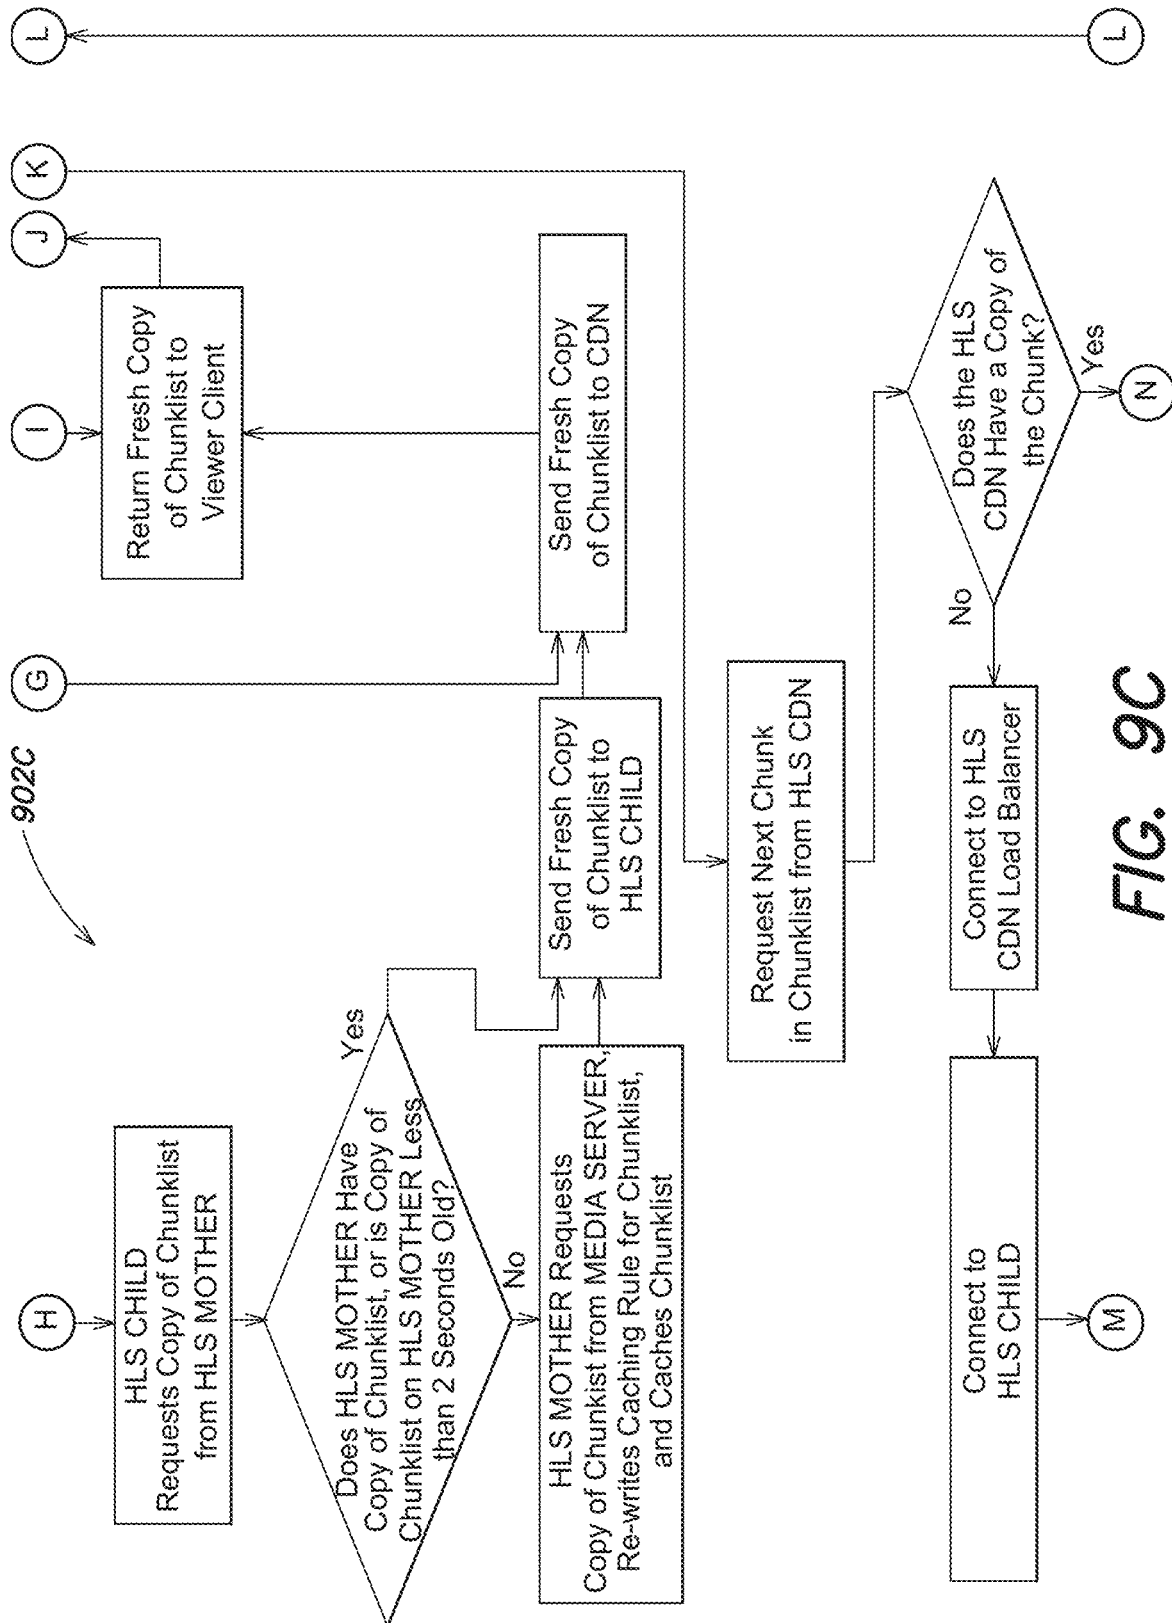 902C
H
G
I
J
K
L
HLS CHILD
Requests Copy of Chunklist
from HLS MOTHER
Return Fresh Copy
of Chunklist to
Viewer Client
Does HLS MOTHER Have
Copy of Chunklist, or is Copy of
Chunklist on HLS MOTHER Less
than 2 Seconds Old?
Yes
No
HLS MOTHER Requests
Copy of Chunkist from MEDIA SERVER,
Re-writes Caching Rule for Chunklist,
and Caches Chunklist
Send Fresh Copy
of Chunklist to
HLS CHILD
Send Fresh Copy
of Chunklist to CDN
Request Next Chunk
in Chunklist from HLS CDN
Connect to
HLS CHILD
Connect to HLS
CDN Load Balancer
No
Does the HLS
CDN Have a Copy of
the Chunk?
Yes
M
N
L
FIG. 9C